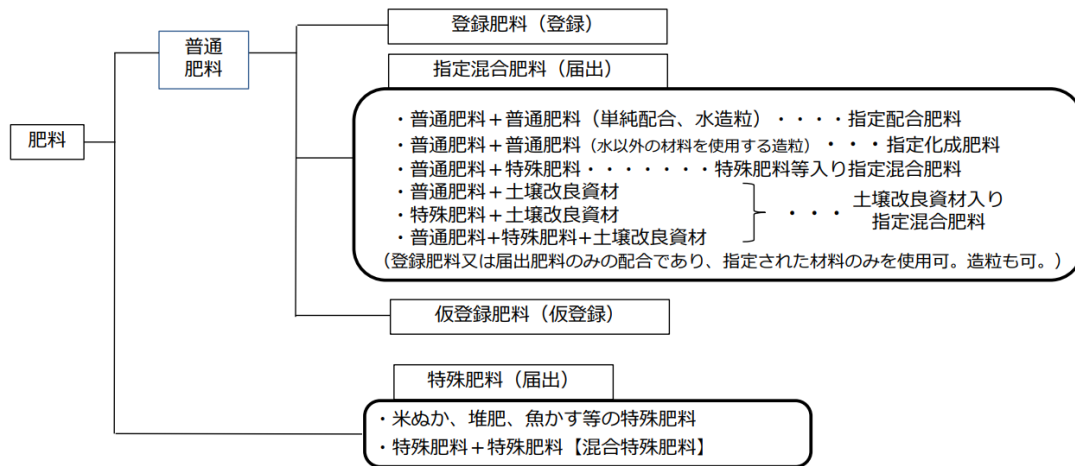 登録肥料（登録）
普通
肥料
指定混合肥料（届出）
・普通肥料＋普通肥料（単純配合、水造粒）・・・・指定配合肥料
肥料
・普通肥料＋普通肥料（水以外の材料を使用する造粒）・・・指定化成肥料
・普通肥料＋特殊肥料・・・・・・・特殊肥料等入り指定混合肥料
・普通肥料＋土壌改良資材
・特殊肥料＋土壌改良資材
・普通肥料+特殊肥料+土壌改良資材
・・・ 土壌改良資材入り
指定混合肥料
（登録肥料又は届出肥料のみの配合であり、指定された材料のみを使用可。造粒も可。）
仮登録肥料（仮登録）
特殊肥料（届出）
・米ぬか、堆肥、魚かす等の特殊肥料
・特殊肥料＋特殊肥料【混合特殊肥料】